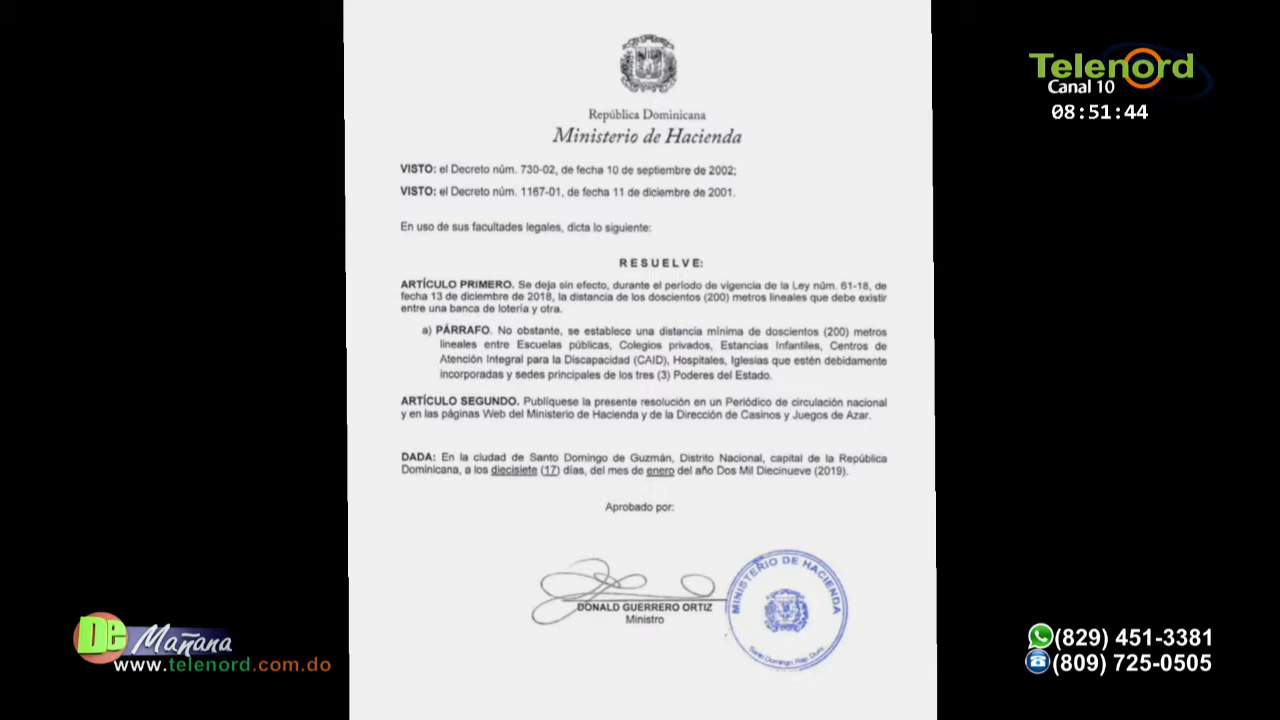 Telenord
Canal 10
08:51:44
República Dominicana
Ministerio de Hacienda
VISTO: el Decreto núm. 730-02, de fecha 10 de septiembre de 2002;
VISTO: el Decreto núm. 1167-01, de fecha 11 de diciembre de 2001.
En uso de sus facultades legales, dicta lo siguiente:
RESUELVE:
ARTÍCULO PRIMERO. Se deja sin efecto, durante el período de vigencia de la Ley núm. 61-18, de
fecha 13 de diciembre de 2018, la distancia de los doscientos (200) metros lineales que debe existir
entre una banca de lotería y otra.
a) PÁRRAFO. No obstante, se establece una distancia mínima de doscientos (200) metros
lineales entre Escuelas públicas, Colegios privados, Estancias Infantiles, Centros de
Atención Integral para la Discapacidad (CAID), Hospitales, Iglesias que estén debidamente
incorporadas y sedes principales de los tres (3) Poderes del Estado.
ARTÍCULO SEGUNDO. Publíquese la presente resolución en un Periódico de circulación nacional
y en las páginas Web del Ministerio de Hacienda y de la Dirección de Casinos y Juegos de Azar.
DADA: En la ciudad de Santo Domingo de Guzmán, Distrito Nacional, capital de la República
Dominicana, a los diecisiete (17) días, del mes de enero del año Dos Mil Diecinueve (2019).
Aprobado por:
DONALD GUERRERO ORTIZ
Ministro
MINISTERIO DE HACIENDA
Santo Domingo, Rep. Dom.
De Mañana
www.telenord.com.do
(829) 451-3381
(809) 725-0505